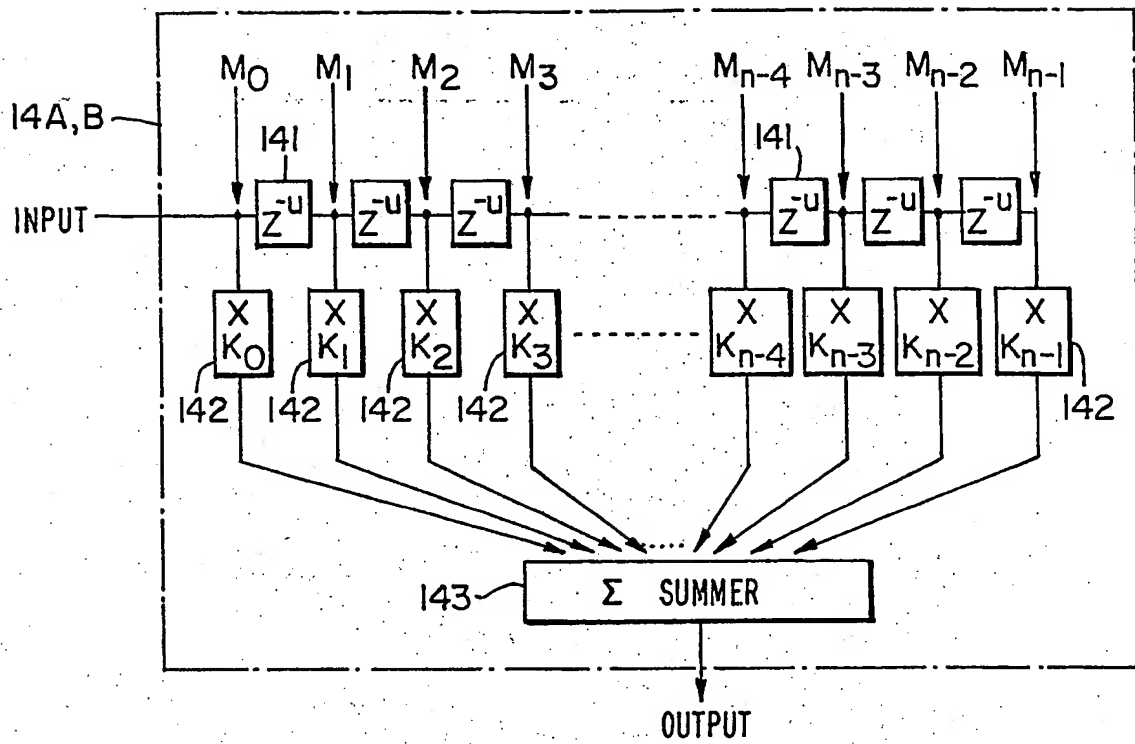 M₀ M₁ M₂ M₃ Mₙ₋₄ Mₙ₋₃ Mₙ₋₂ Mₙ₋₁
14A,B
141 141
INPUT Z⁻ᵘ Z⁻ᵘ Z⁻ᵘ Z⁻ᵘ Z⁻ᵘ Z⁻ᵘ
X X X X X X X X
K₀ K₁ K₂ K₃ Kₙ₋₄ Kₙ₋₃ Kₙ₋₂ Kₙ₋₁
142 142 142 142 142
143 Σ SUMMER
OUTPUT